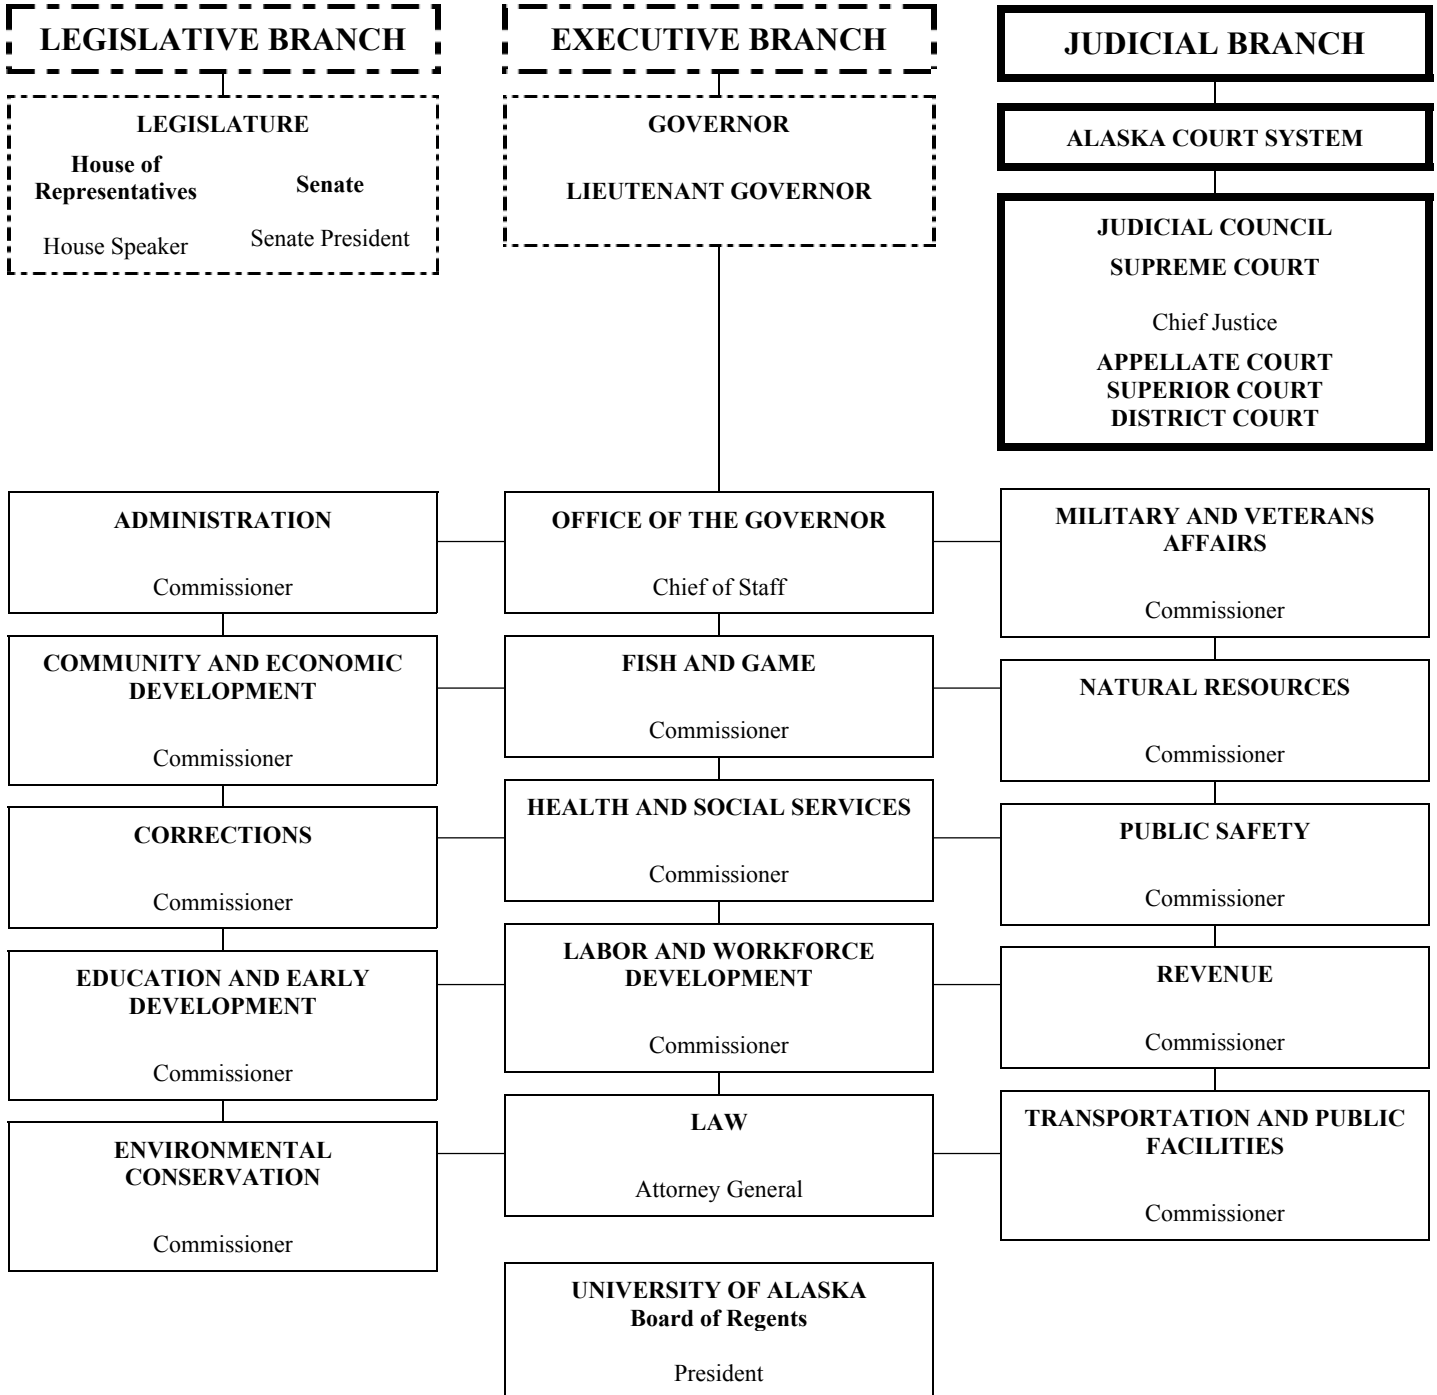 LEGISLATIVE BRANCH
EXECUTIVE BRANCH
JUDICIAL BRANCH
LEGISLATURE
House of
Representatives
House Speaker
Senate
Senate President
GOVERNOR
LIEUTENANT GOVERNOR
ALASKA COURT SYSTEM
JUDICIAL COUNCIL
SUPREME COURT
Chief Justice
APPELLATE COURT
SUPERIOR COURT
DISTRICT COURT
ADMINISTRATION
Commissioner
OFFICE OF THE GOVERNOR
Chief of Staff
MILITARY AND VETERANS
AFFAIRS
Commissioner
COMMUNITY AND ECONOMIC
DEVELOPMENT
Commissioner
FISH AND GAME
Commissioner
NATURAL RESOURCES
Commissioner
CORRECTIONS
Commissioner
HEALTH AND SOCIAL SERVICES
Commissioner
PUBLIC SAFETY
Commissioner
EDUCATION AND EARLY
DEVELOPMENT
Commissioner
LABOR AND WORKFORCE
DEVELOPMENT
Commissioner
REVENUE
Commissioner
ENVIRONMENTAL
CONSERVATION
Commissioner
LAW
Attorney General
TRANSPORTATION AND PUBLIC
FACILITIES
Commissioner
UNIVERSITY OF ALASKA
Board of Regents
President